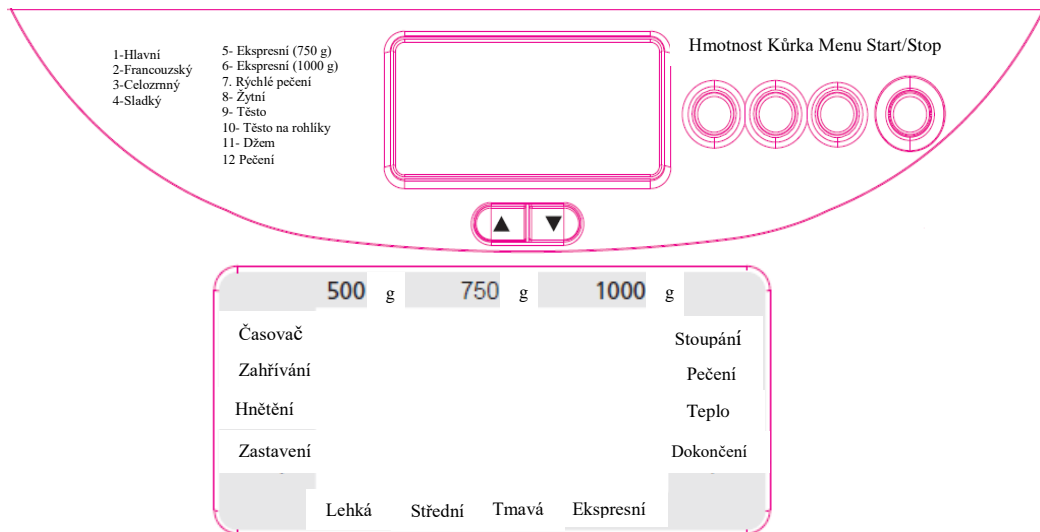 1-Hlavní
2-Francouzský
3-Celozrnný
4-Sladký
5- Ekspresní (750 g)
6- Ekspresní (1000 g)
7. Rýchlé pečení
8- Žytní
9- Těsto
10- Těsto na rohlíky
11- Džem
12 Pečení
Hmotnost Kůrka Menu Start/Stop
▲ ▼
500 g 750 g 1000 g
Časovač
Zahřívání
Hnětění
Zastavení
Stoupání
Pečení
Teplo
Dokončení
Lehká Střední Tmavá Ekspresní